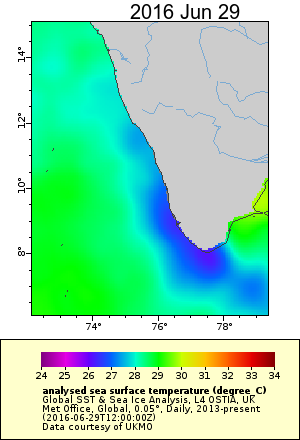 2016 Jun 29
14°
12°
10°
8°
74° 76° 78°
24 25 26 27 28 29 30 31 32 33 34
analysed sea surface temperature (degree_C)
Global SST & Sea Ice Analysis, L4 OSTIA, UK
Met Office, Global, 0.05°, Daily, 2013-present
(2016-06-29T12:00:00Z)
Data courtesy of UKMO